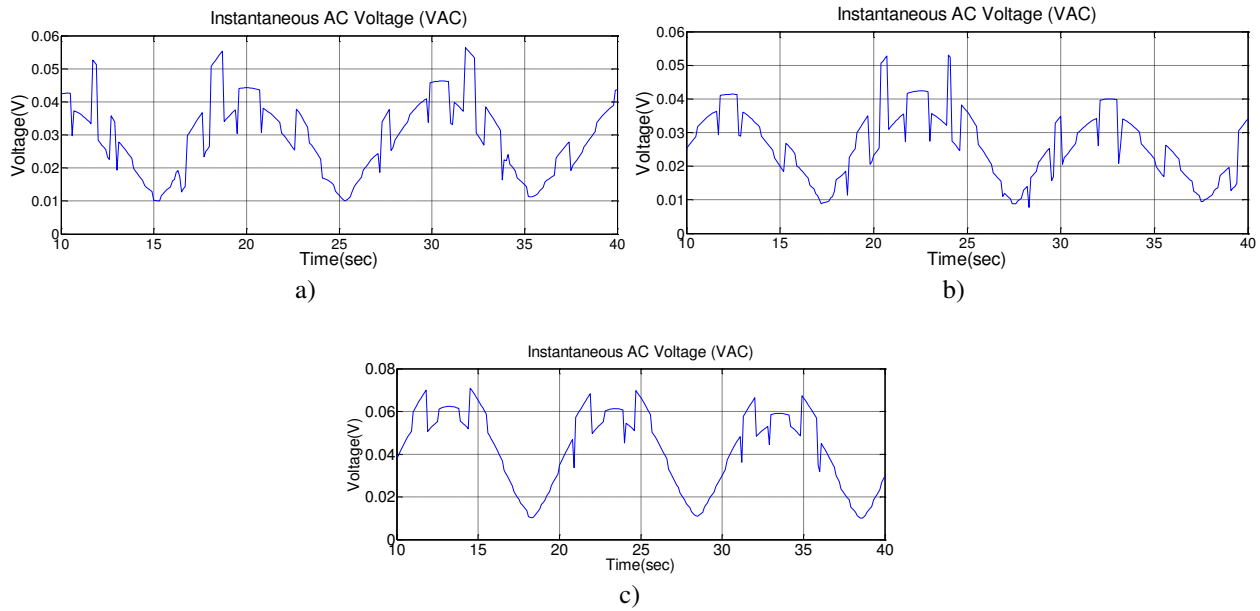 Instantaneous AC Voltage (VAC)
0.06
0.05
0.04
0.03
0.02
0.01
0
Voltage(V)
10 15 20 25 30 35 40
Time(sec)
a)
Instantaneous AC Voltage (VAC)
0.06
0.05
0.04
0.03
0.02
0.01
0
Voltage(V)
10 15 20 25 30 35 40
Time(sec)
b)
Instantaneous AC Voltage (VAC)
0.08
0.06
0.04
0.02
0
Voltage(V)
10 15 20 25 30 35 40
Time(sec)
c)